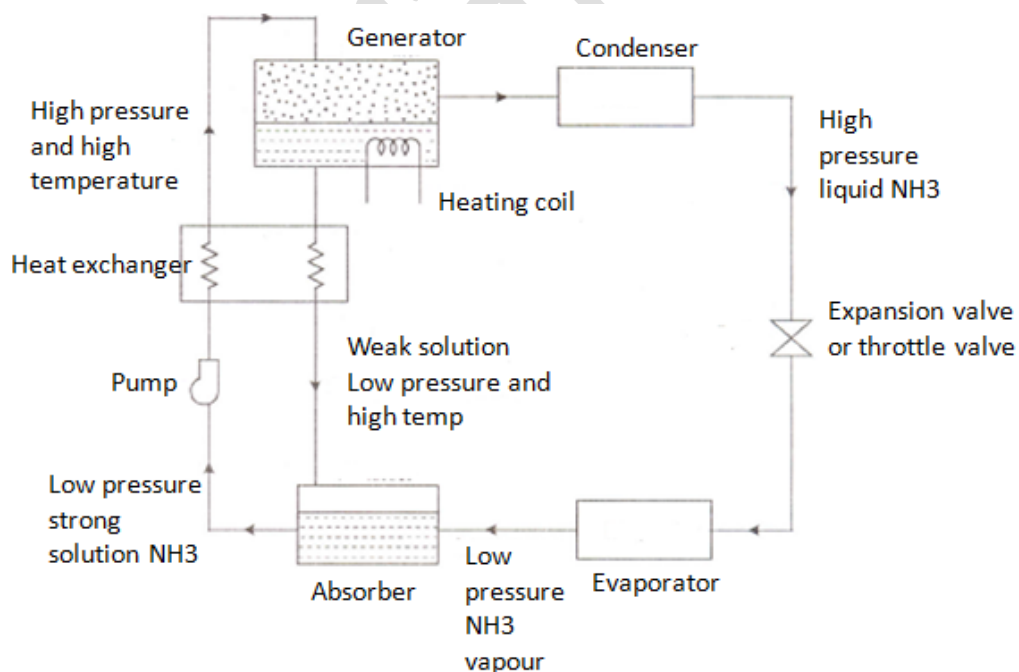 Generator
Condenser
High pressure
and high
temperature
High
pressure
liquid NH3
Heating coil
Heat exchanger
Expansion valve
or throttle valve
Weak solution
Low pressure and
high temp
Pump
Low pressure
strong
solution NH3
Absorber
Low
pressure
NH3
vapour
Evaporator